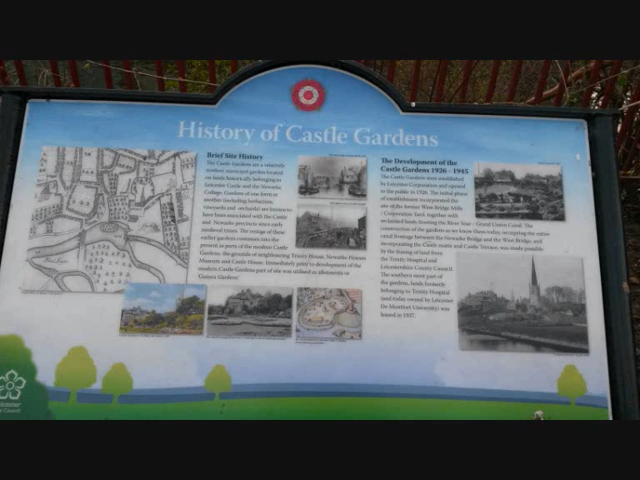 History of Castle Gardens
Brief Site History
The Castle Gardens are a relatively
modern municipal garden located
on lands historically belonging to
Leicester Castle and the Newarke
College. Gardens of one form or
another (including herbariums,
vineyards and orchards) are known to
have been associated with the Castle
and Newarke precincts since early
medieval times. The vestige of these
earlier gardens continues into the
present as parts of the modern Castle
Gardens, the grounds of neighbouring Trinity House, Newarke Houses
Museum and Castle House. Immediately prior to development of the
modern Castle Gardens part of site was utilised as allotments or
The Development of the
Castle Gardens 1926 - 1945
The Castle Gardens were established
by Leicester Corporation and opened
to the public in 1926. The initial phase
of establishment incorporated the
site of the former West Bridge Mills
/ Corporation Yard, together with
reclaimed lands fronting the River Soar - Grand Union Canal. The
construction of the gardens as we know them today, occupying the entire
canal frontage between the Newarke Bridge and the West Bridge, and
incorporating the Castle motte and Castle Terrace, was made possible
by the leasing of land from
the Trinity Hospital and
Leicestershire County Council.
The southern most part of
the gardens, lands formerly
belonging to Trinity Hospital
(and today owned by Leicester
De Montfort University) was
leased in 1937.